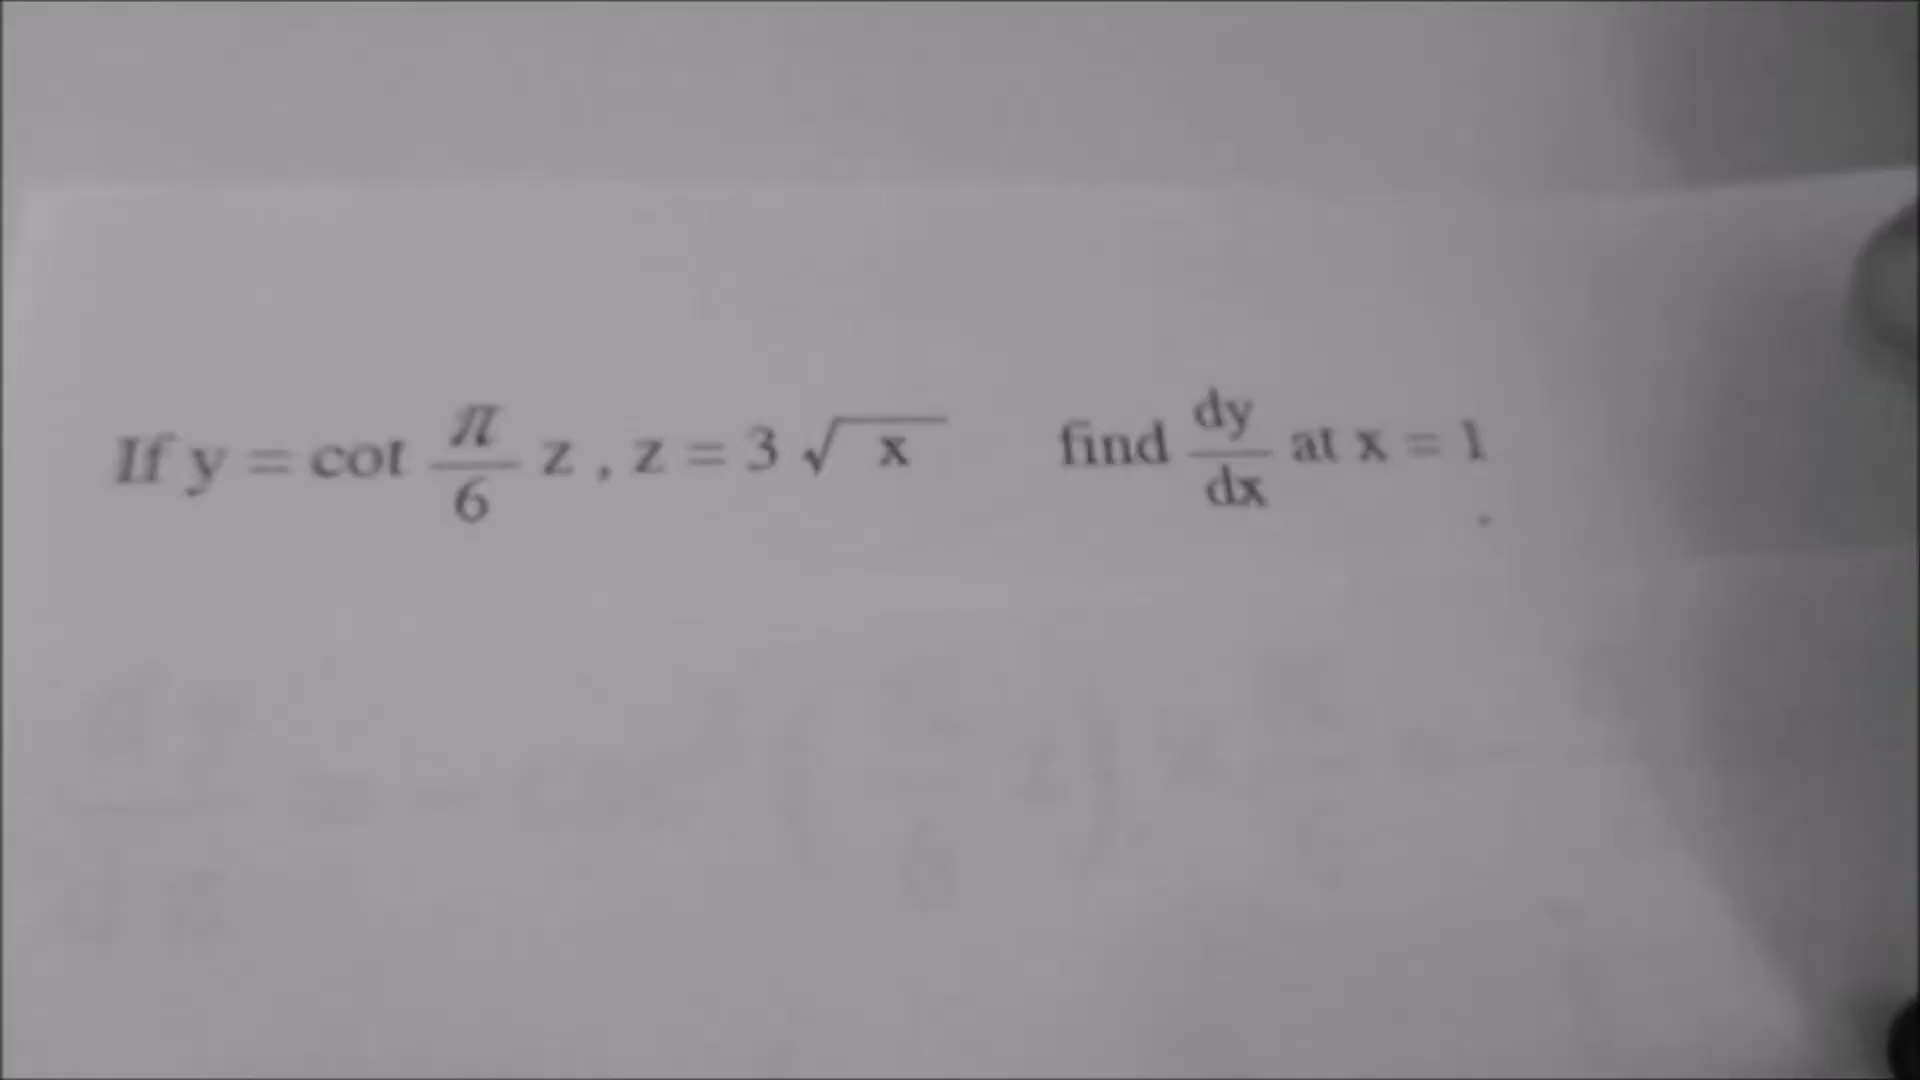 If y = cot π/6 z , z = 3 √x find dy/dx at x = 1